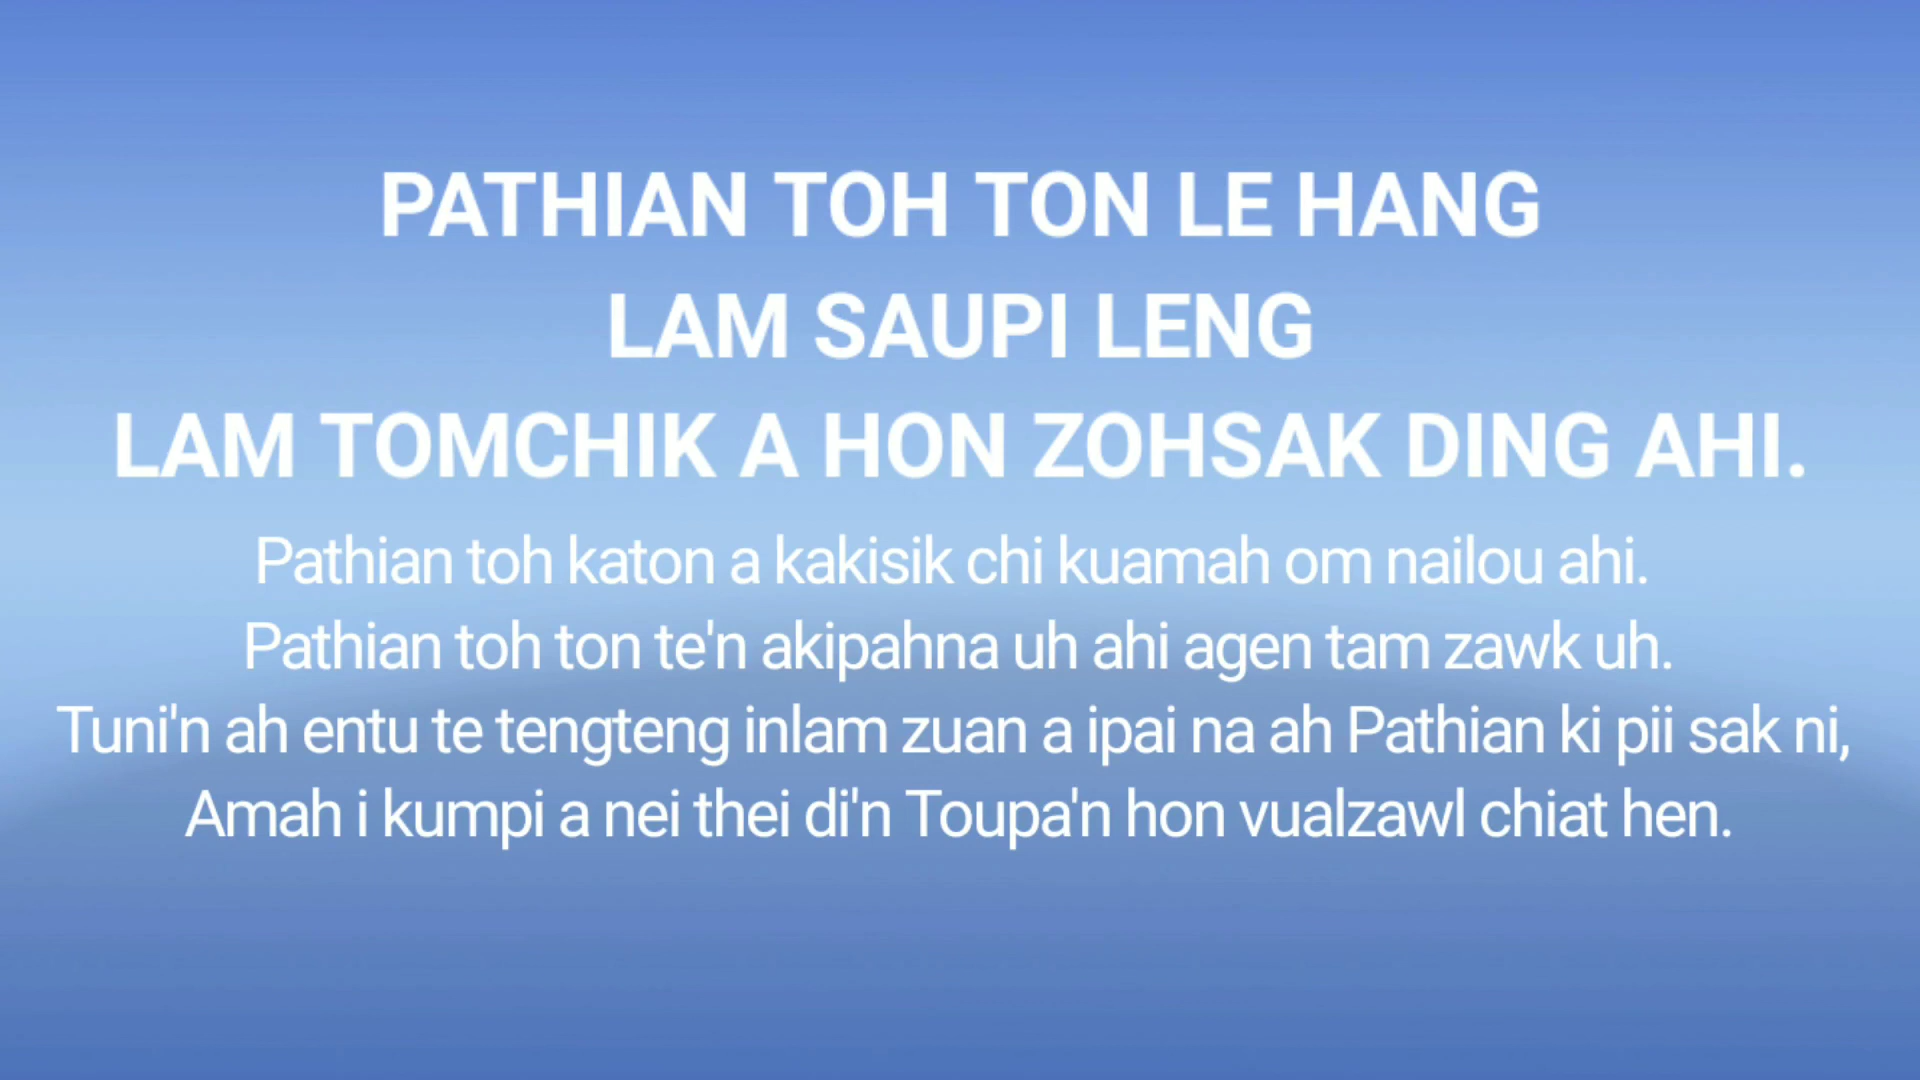 PATHIAN TOH TON LE HANG
LAM SAUPI LENG
LAM TOMCHIK A HON ZOHSAK DING AHI.
Pathian toh katon a kakisik chi kuamah om nailou ahi.
Pathian toh ton te'n akipahna uh ahi agen tam zawk uh.
Tuni'n ah entu te tengteng inlam zuan a ipai na ah Pathian ki pii sak ni,
Amah i kumpi a nei thei di'n Toupa'n hon vualzawl chiat hen.